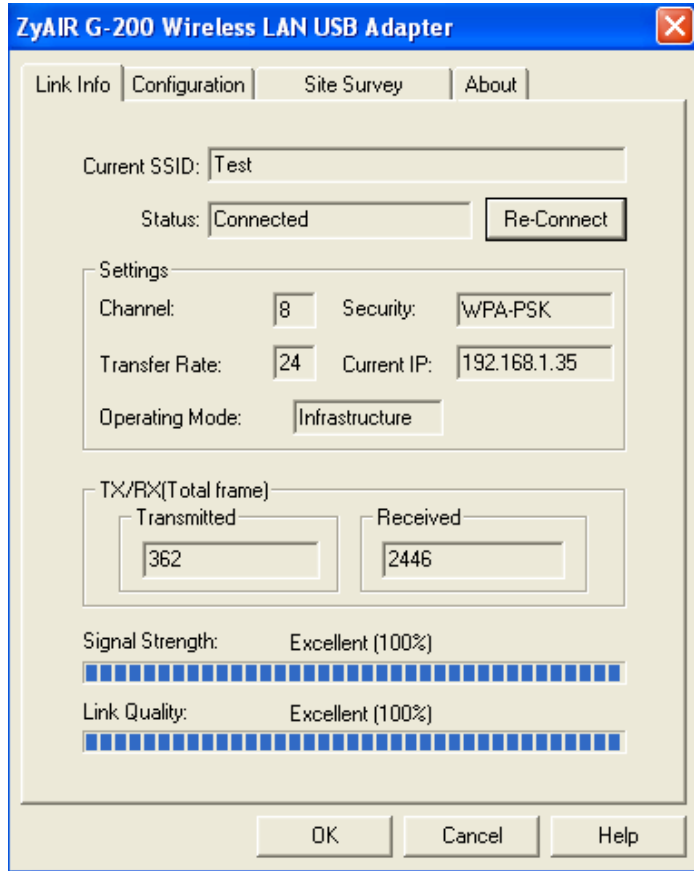 ZyAIR G-200 Wireless LAN USB Adapter
Link Info Configuration Site Survey About
Current SSID: Test
Status: Connected Re-Connect
Settings
Channel: 8 Security: WPA-PSK
Transfer Rate: 24 Current IP: 192.168.1.35
Operating Mode: Infrastructure
TX/RX(Total frame)
Transmitted Received
362 2446
Signal Strength: Excellent (100%)
Link Quality: Excellent (100%)
OK Cancel Help